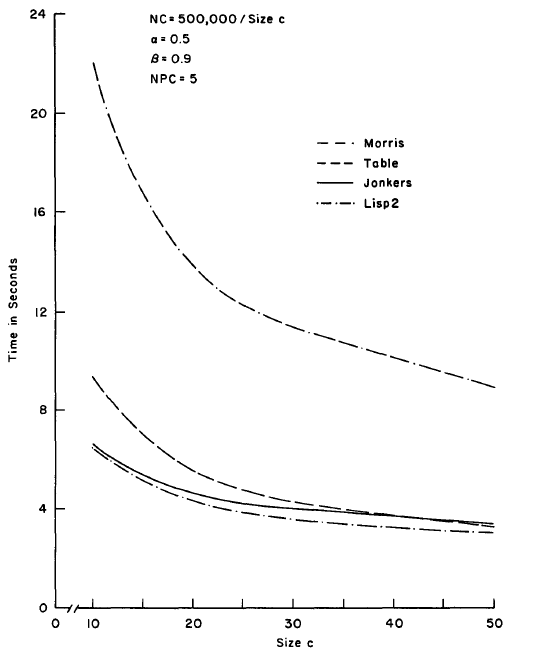 NC = 500,000 / Size c
α = 0.5
β = 0.9
NPC = 5
Morris
Table
Jonkers
Lisp2
Time in Seconds
24
20
16
12
8
4
0
0 10 20 30 40 50
Size c